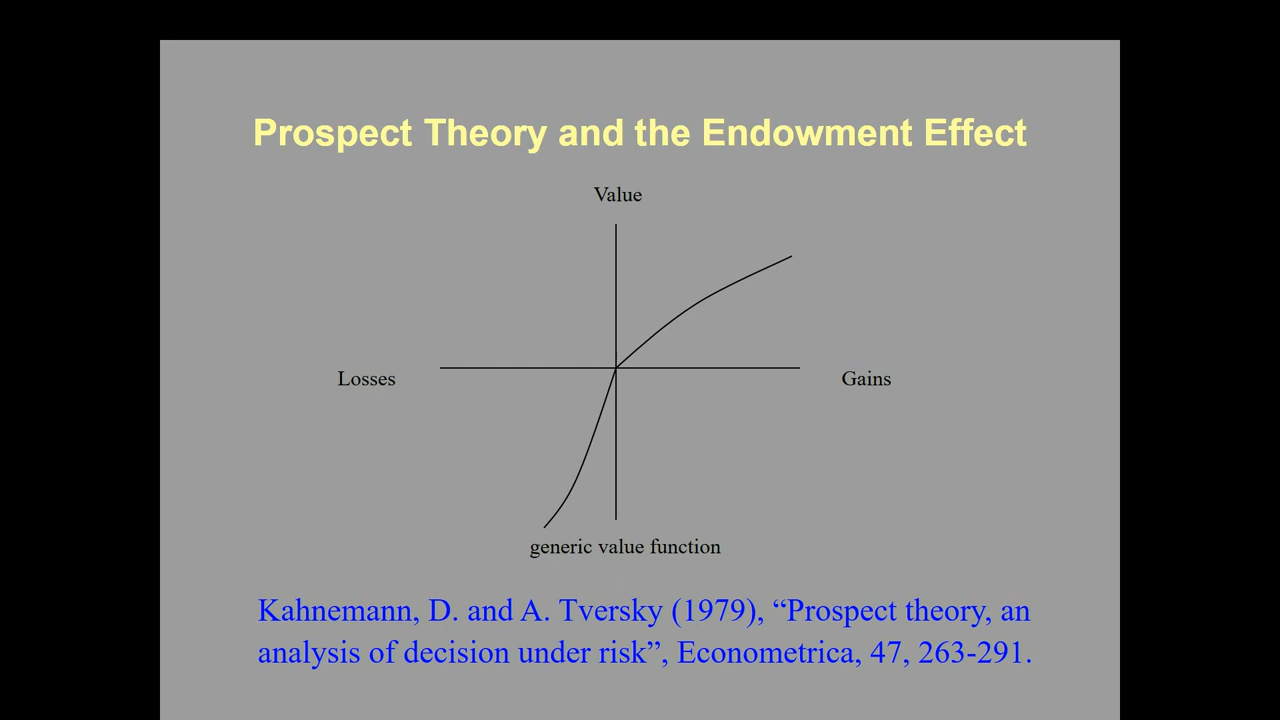 Prospect Theory and the Endowment Effect
Value
Losses
Gains
generic value function
Kahnemann, D. and A. Tversky (1979), “Prospect theory, an
analysis of decision under risk”, Econometrica, 47, 263-291.